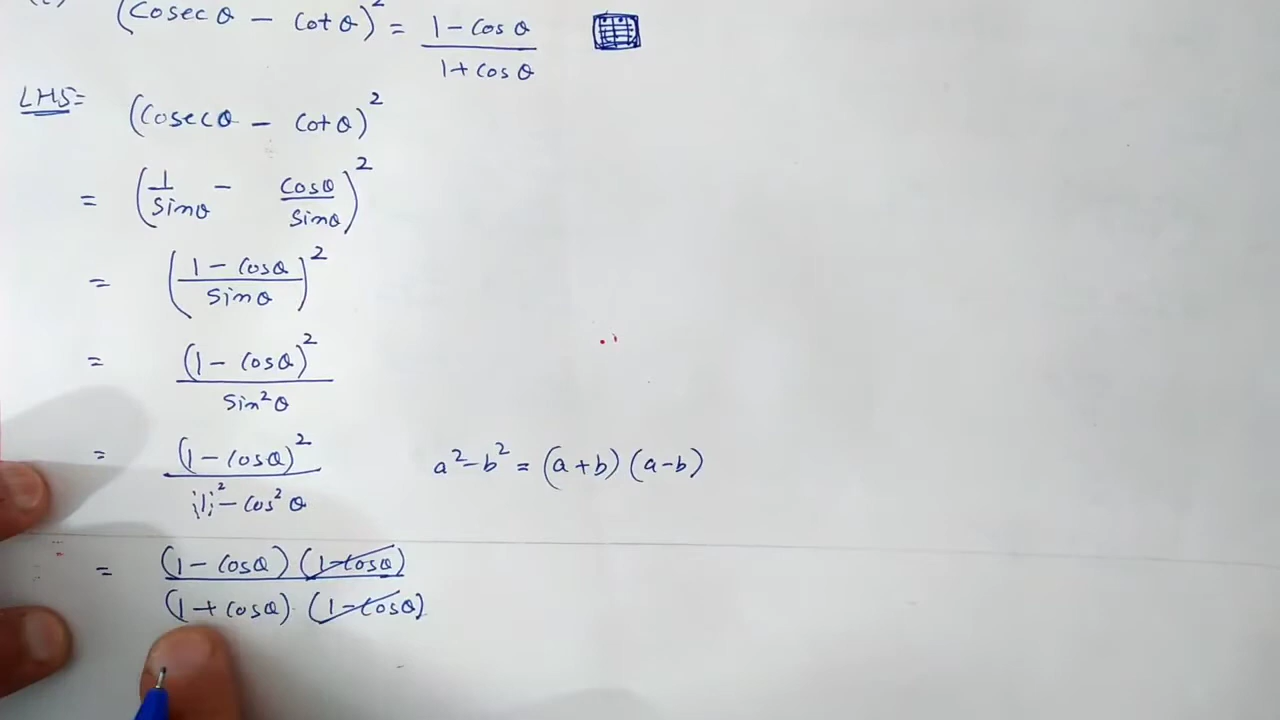 (Cosec θ - Cot θ)² = 1 - Cos θ / 1 + Cos θ
LHS = (Cosec θ - Cot θ)²
= (1/Sin θ - Cos θ/Sin θ)²
= (1 - Cos θ / Sin θ)²
= (1 - Cos θ)² / Sin² θ
= (1 - Cos θ)² / 1² - Cos² θ a² - b² = (a + b) (a - b)
= (1 - Cos θ) (1 - Cos θ) / (1 + Cos θ) (1 - Cos θ)